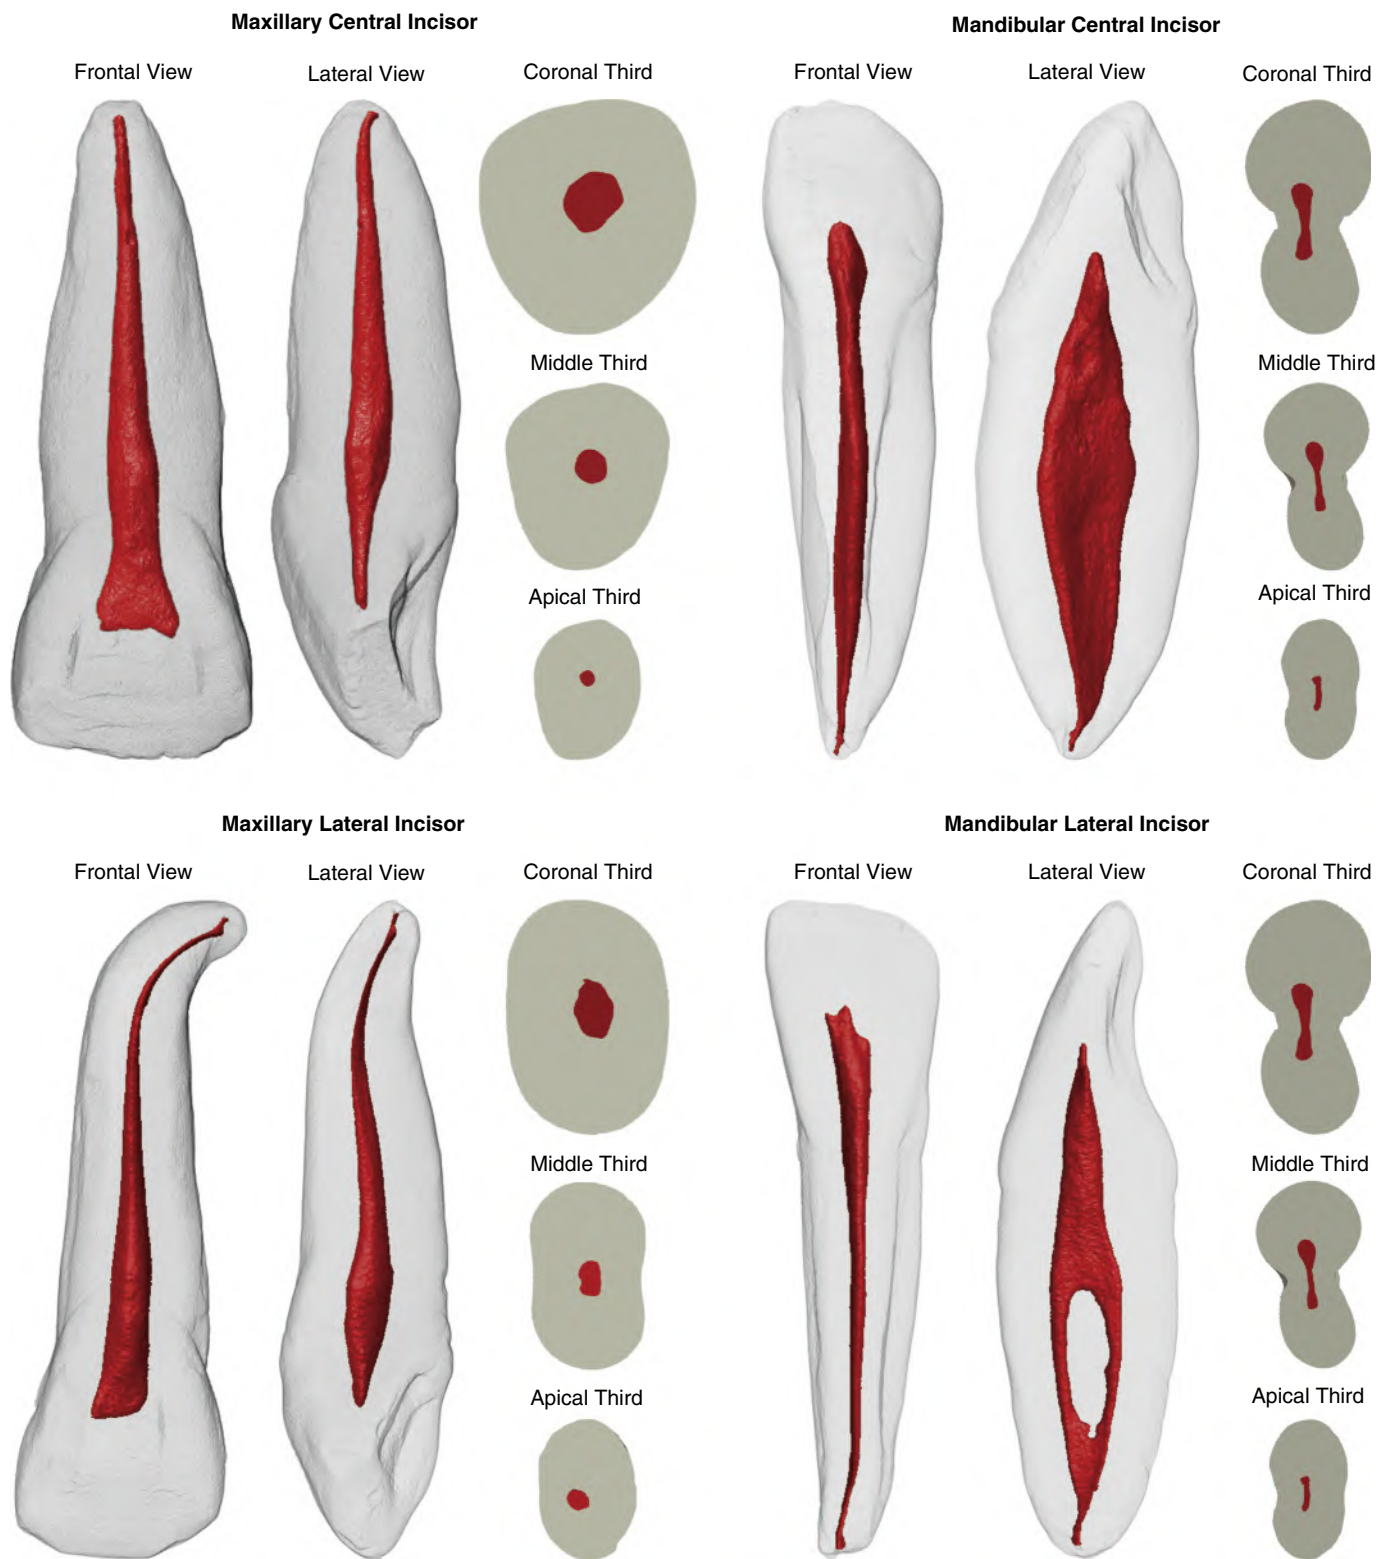 Maxillary Central Incisor
Frontal View
Lateral View
Coronal Third
Middle Third
Apical Third
Mandibular Central Incisor
Frontal View
Lateral View
Coronal Third
Middle Third
Apical Third
Maxillary Lateral Incisor
Frontal View
Lateral View
Coronal Third
Middle Third
Apical Third
Mandibular Lateral Incisor
Frontal View
Lateral View
Coronal Third
Middle Third
Apical Third